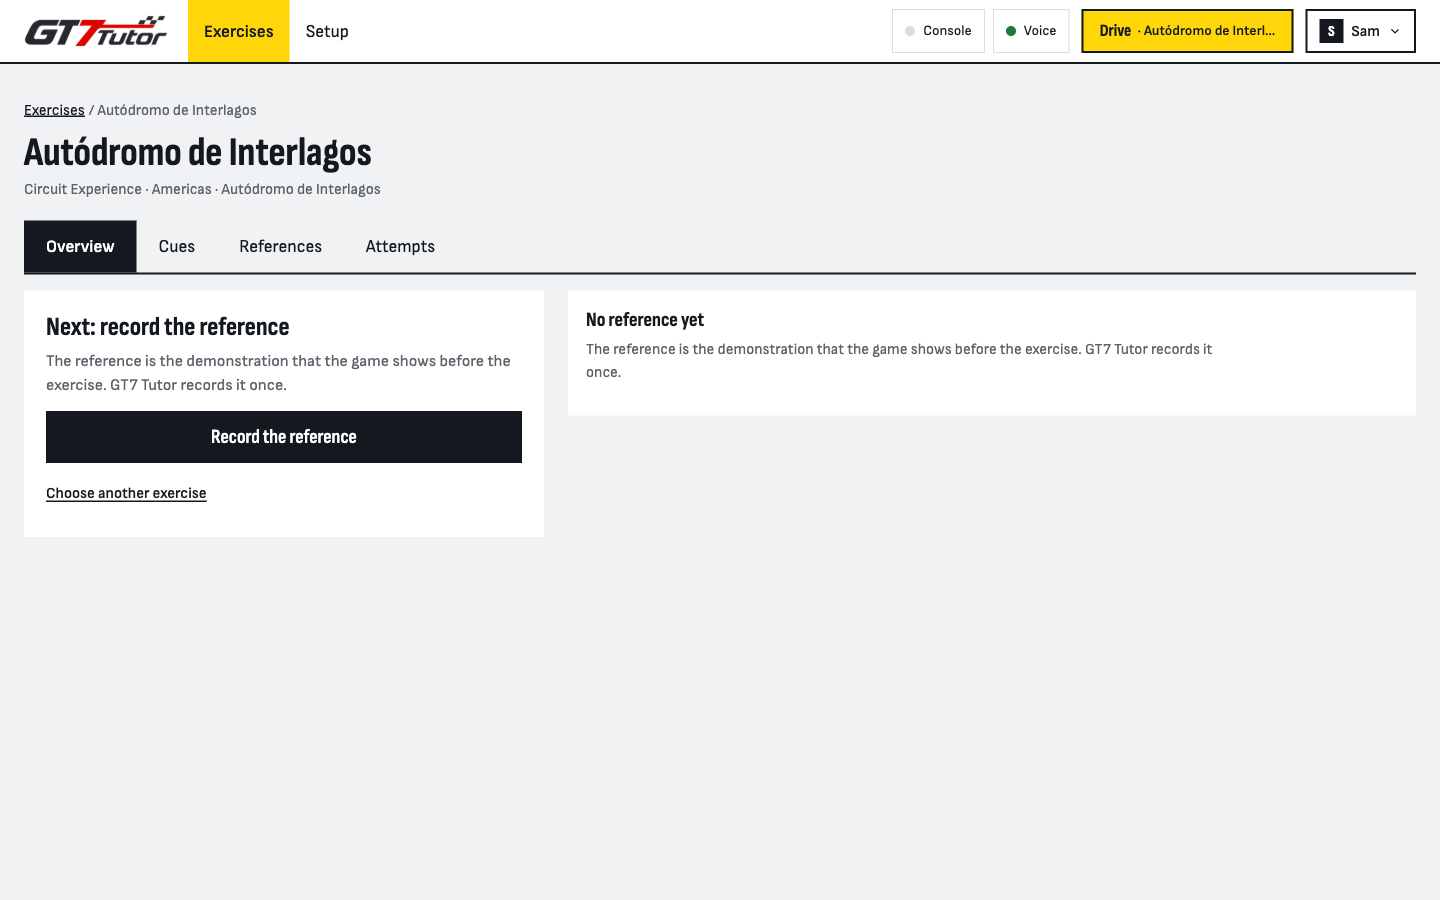 GT7 Tutor
Exercises
Setup
Console
Voice
Drive · Autódromo de Interl...
S
Sam
Exercises / Autódromo de Interlagos
Autódromo de Interlagos
Circuit Experience · Americas · Autódromo de Interlagos
Overview
Cues
References
Attempts
Next: record the reference
The reference is the demonstration that the game shows before the
exercise. GT7 Tutor records it once.
Record the reference
Choose another exercise
No reference yet
The reference is the demonstration that the game shows before the exercise. GT7 Tutor records it
once.